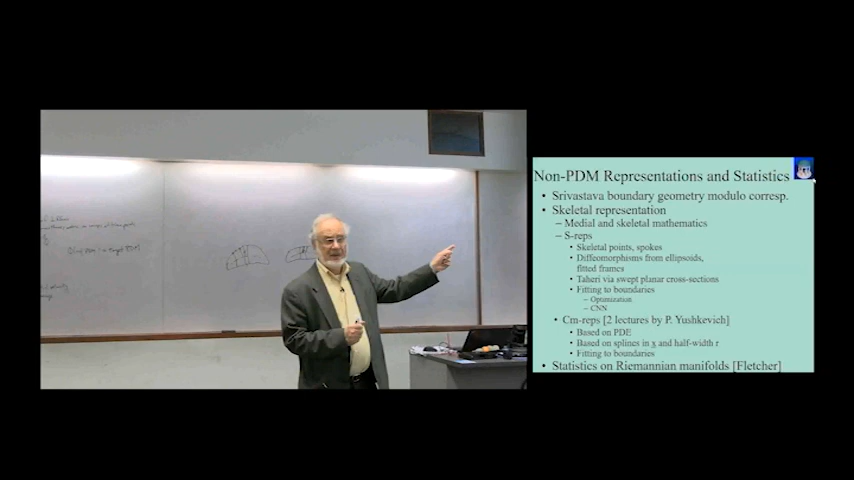 Non-PDM Representations and Statistics
• Srivastava boundary geometry modulo corresp.
• Skeletal representation
– Medial and skeletal mathematics
– S-reps
• Skeletal points, spokes
• Diffeomorphisms from ellipsoids,
fitted frames
• Taheri via swept planar cross-sections
• Fitting to boundaries
– Optimization
– CNN
• Cm-reps [2 lectures by P. Yushkevich]
• Based on PDE
• Based on splines in x and half-width r
• Fitting to boundaries
• Statistics on Riemannian manifolds [Fletcher]